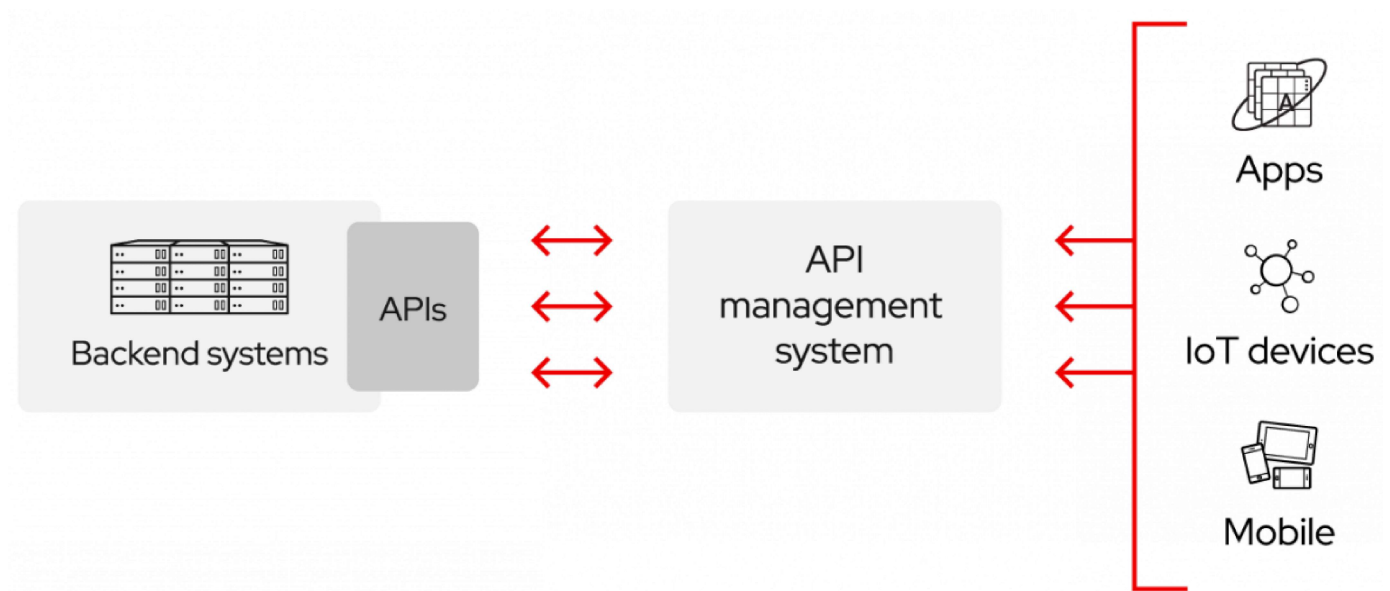 Backend systems
APIs
API
management
system
A
Apps
IoT devices
Mobile